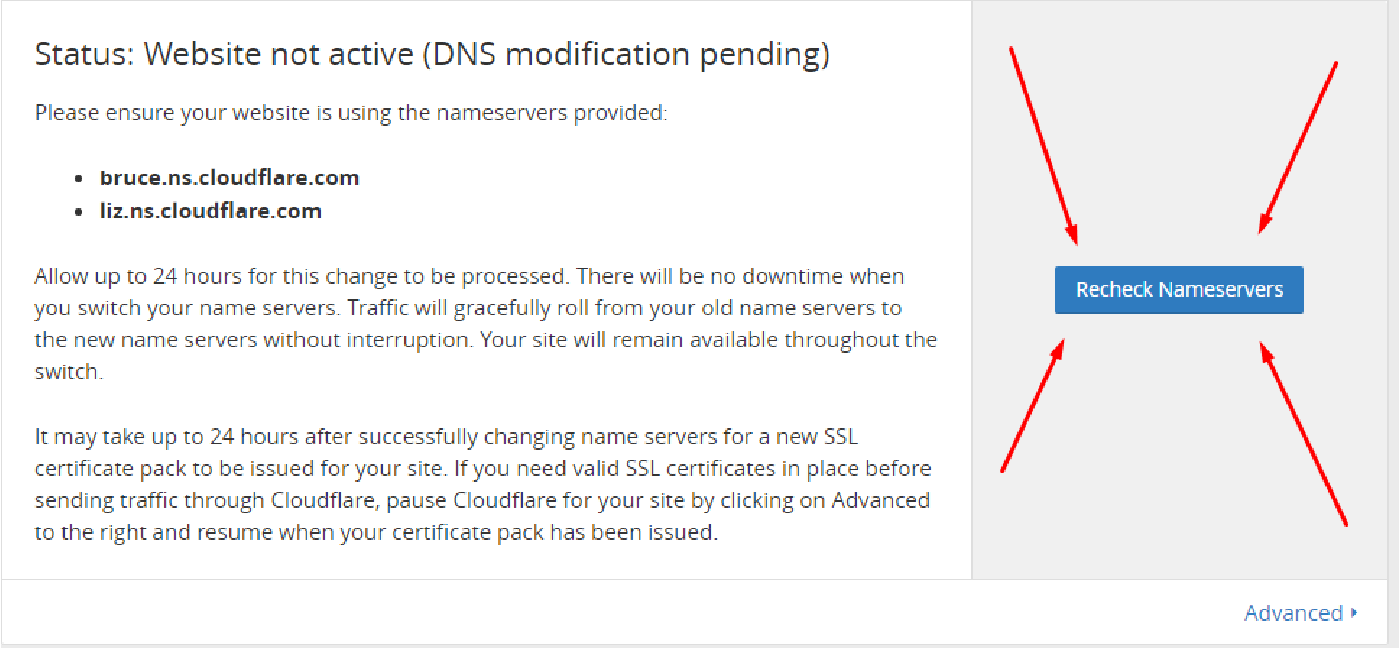 Status: Website not active (DNS modification pending)
Please ensure your website is using the nameservers provided:
bruce.ns.cloudflare.com
liz.ns.cloudflare.com
Allow up to 24 hours for this change to be processed. There will be no downtime when
you switch your name servers. Traffic will gracefully roll from your old name servers to
the new name servers without interruption. Your site will remain available throughout the
switch.
It may take up to 24 hours after successfully changing name servers for a new SSL
certificate pack to be issued for your site. If you need valid SSL certificates in place before
sending traffic through Cloudflare, pause Cloudflare for your site by clicking on Advanced
to the right and resume when your certificate pack has been issued.
Recheck Nameservers
Advanced